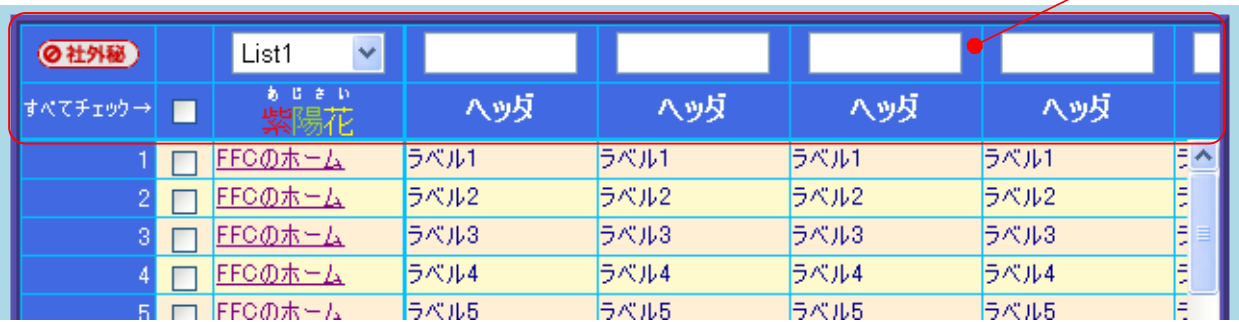 社外秘 List1
すべてチェック→ あじさい 紫陽花 ヘッダ ヘッダ ヘッダ ヘッダ
1 FFCのホーム ラベル1 ラベル1 ラベル1 ラベル1
2 FFCのホーム ラベル2 ラベル2 ラベル2 ラベル2
3 FFCのホーム ラベル3 ラベル3 ラベル3 ラベル3
4 FFCのホーム ラベル4 ラベル4 ラベル4 ラベル4
5 FFCのホーム ラベル5 ラベル5 ラベル5 ラベル5